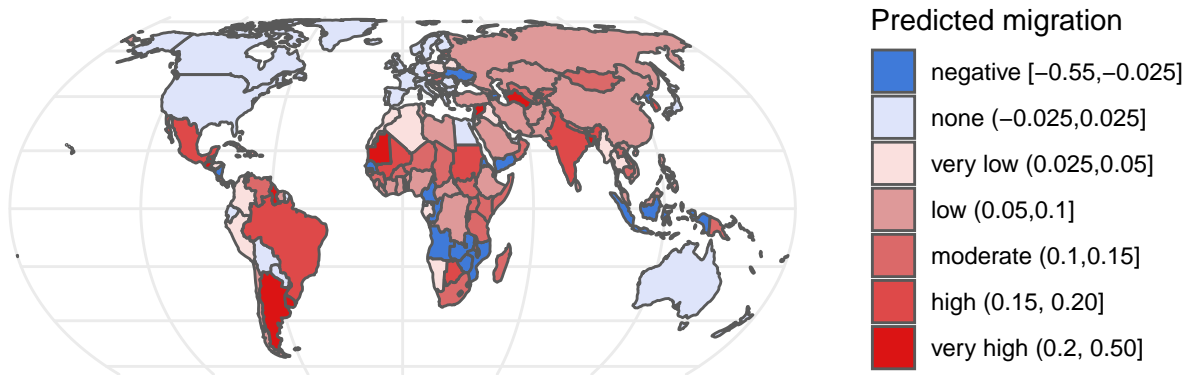 Predicted migration
negative [−0.55,−0.025]
none (−0.025,0.025]
very low (0.025,0.05]
low (0.05,0.1]
moderate (0.1,0.15]
high (0.15, 0.20]
very high (0.2, 0.50]